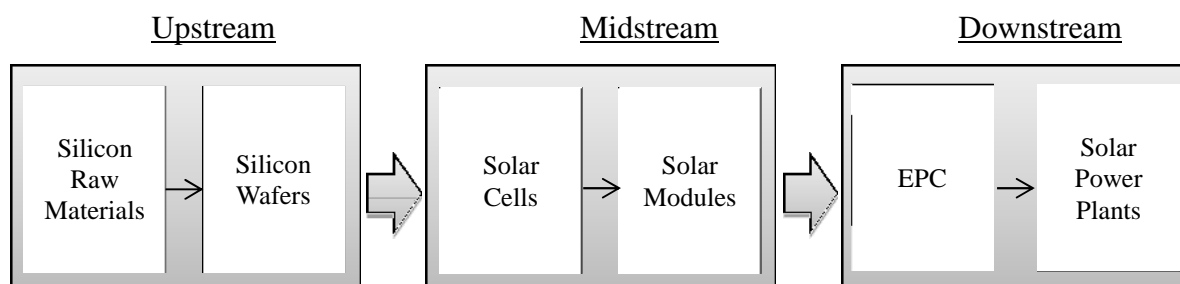 Upstream
Midstream
Downstream
Silicon
Raw
Materials
Silicon
Wafers
Solar
Cells
Solar
Modules
EPC
Solar
Power
Plants